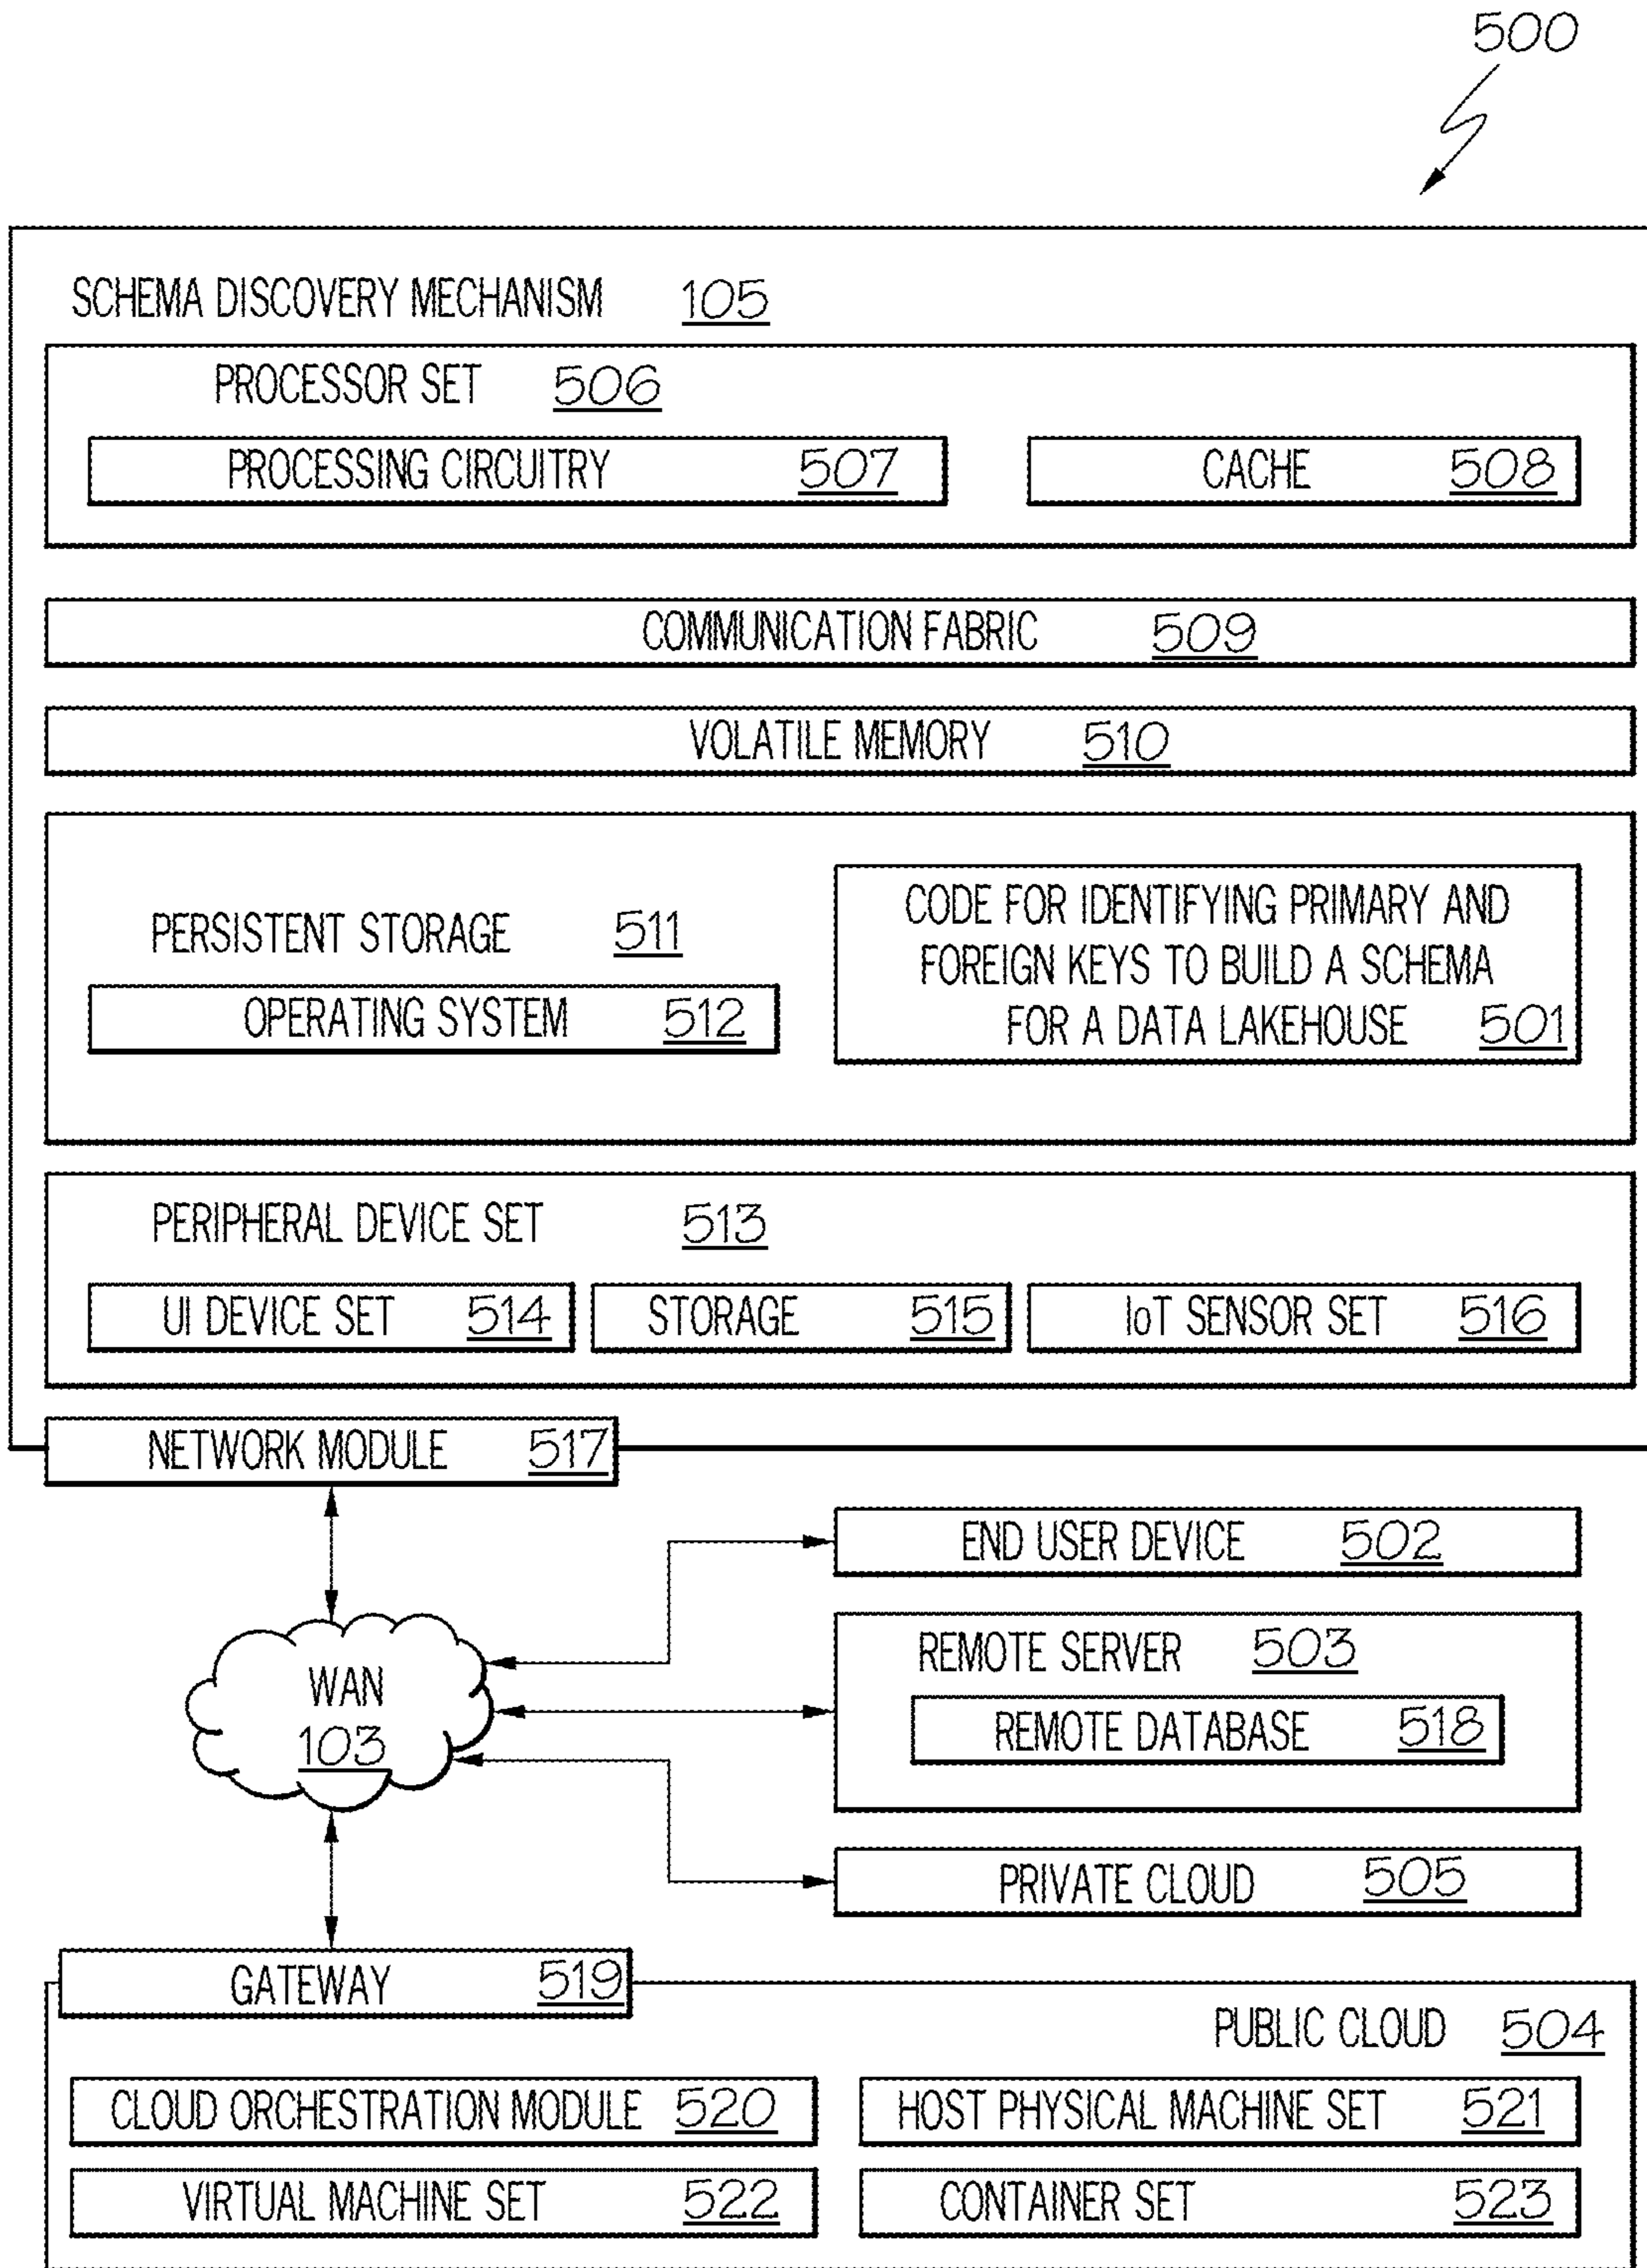 500
SCHEMA DISCOVERY MECHANISM 105
PROCESSOR SET 506
PROCESSING CIRCUITRY 507
CACHE 508
COMMUNICATION FABRIC 509
VOLATILE MEMORY 510
PERSISTENT STORAGE 511
OPERATING SYSTEM 512
CODE FOR IDENTIFYING PRIMARY AND
FOREIGN KEYS TO BUILD A SCHEMA
FOR A DATA LAKEHOUSE 501
PERIPHERAL DEVICE SET 513
UI DEVICE SET 514
STORAGE 515
IoT SENSOR SET 516
NETWORK MODULE 517
END USER DEVICE 502
REMOTE SERVER 503
REMOTE DATABASE 518
WAN
103
PRIVATE CLOUD 505
GATEWAY 519
PUBLIC CLOUD 504
CLOUD ORCHESTRATION MODULE 520
HOST PHYSICAL MACHINE SET 521
VIRTUAL MACHINE SET 522
CONTAINER SET 523